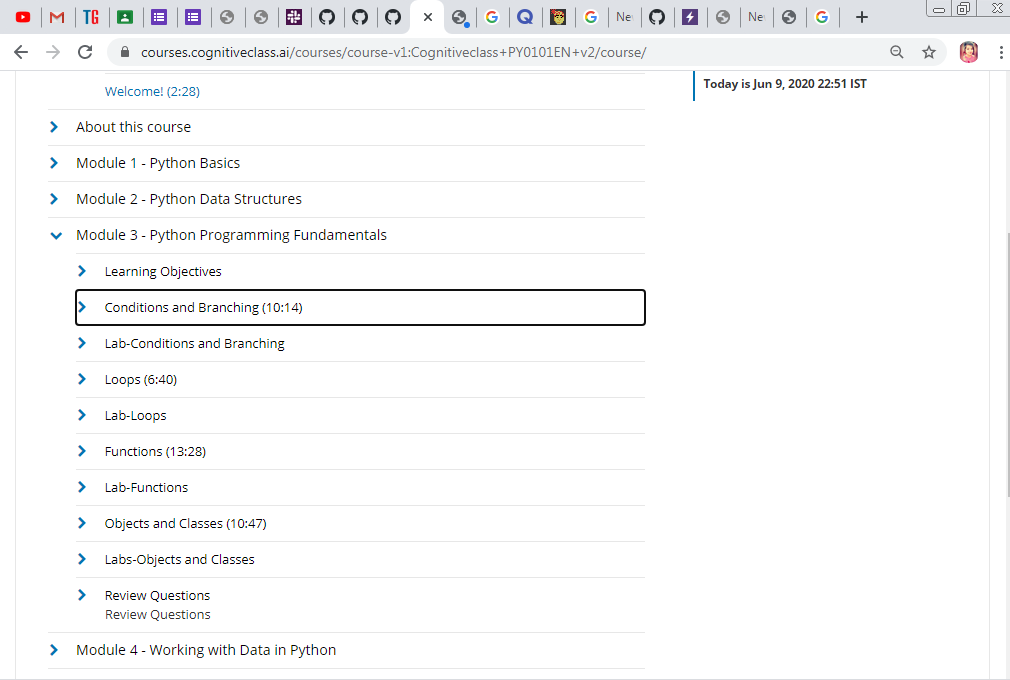 TG
Ne
Ne
courses.cognitiveclass.ai/courses/course-v1:Cognitiveclass+PY0101EN+v2/course/
Today is Jun 9, 2020 22:51 IST
Welcome! (2:28)
About this course
Module 1 - Python Basics
Module 2 - Python Data Structures
Module 3 - Python Programming Fundamentals
Learning Objectives
Conditions and Branching (10:14)
Lab-Conditions and Branching
Loops (6:40)
Lab-Loops
Functions (13:28)
Lab-Functions
Objects and Classes (10:47)
Labs-Objects and Classes
Review Questions
Review Questions
Module 4 - Working with Data in Python